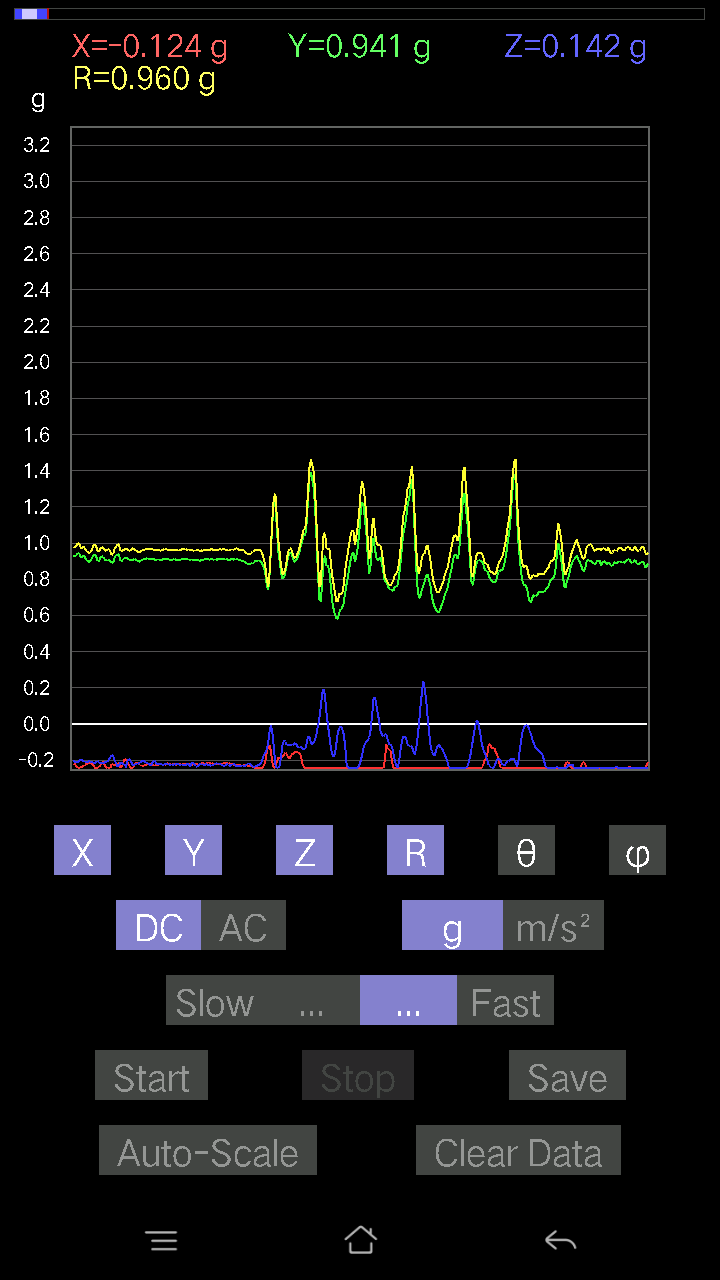 X=-0.124 g Y=0.941 g Z=0.142 g
R=0.960 g
g
3.2
3.0
2.8
2.6
2.4
2.2
2.0
1.8
1.6
1.4
1.2
1.0
0.8
0.6
0.4
0.2
0.0
-0.2
X Y Z R θ φ
DC AC g m/s²
Slow ... ... Fast
Start Stop Save
Auto-Scale Clear Data